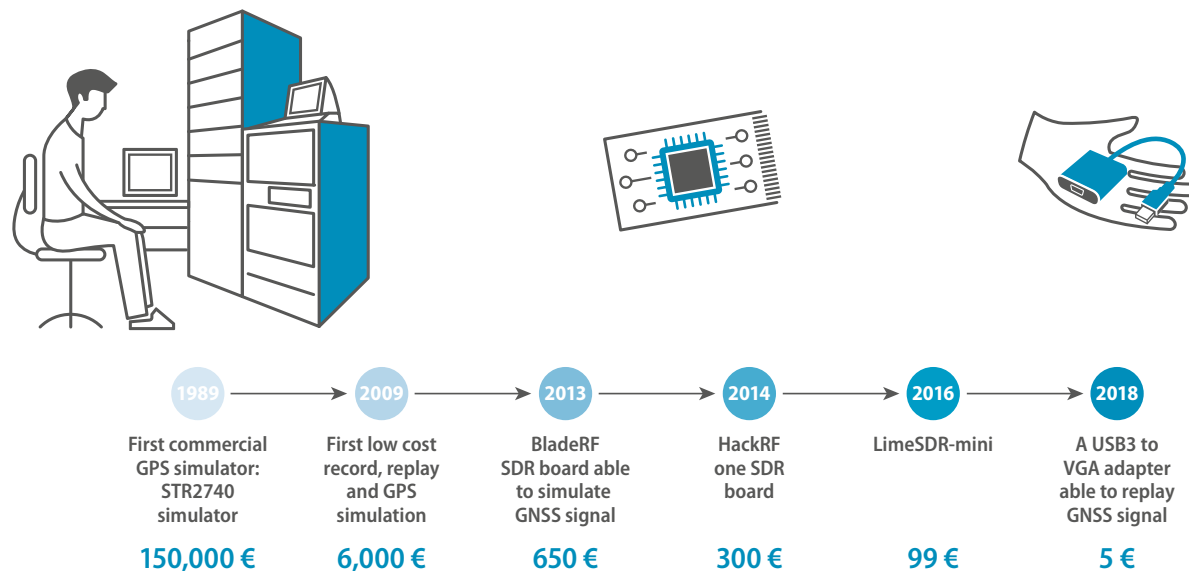 1989
2009
2013
2014
2016
2018
First commercial
GPS simulator:
STR2740
simulator
150,000 €
First low cost
record, replay
and GPS
simulation
6,000 €
BladeRF
SDR board able
to simulate
GNSS signal
650 €
HackRF
one SDR
board
300 €
LimeSDR-mini
99 €
A USB3 to
VGA adapter
able to replay
GNSS signal
5 €